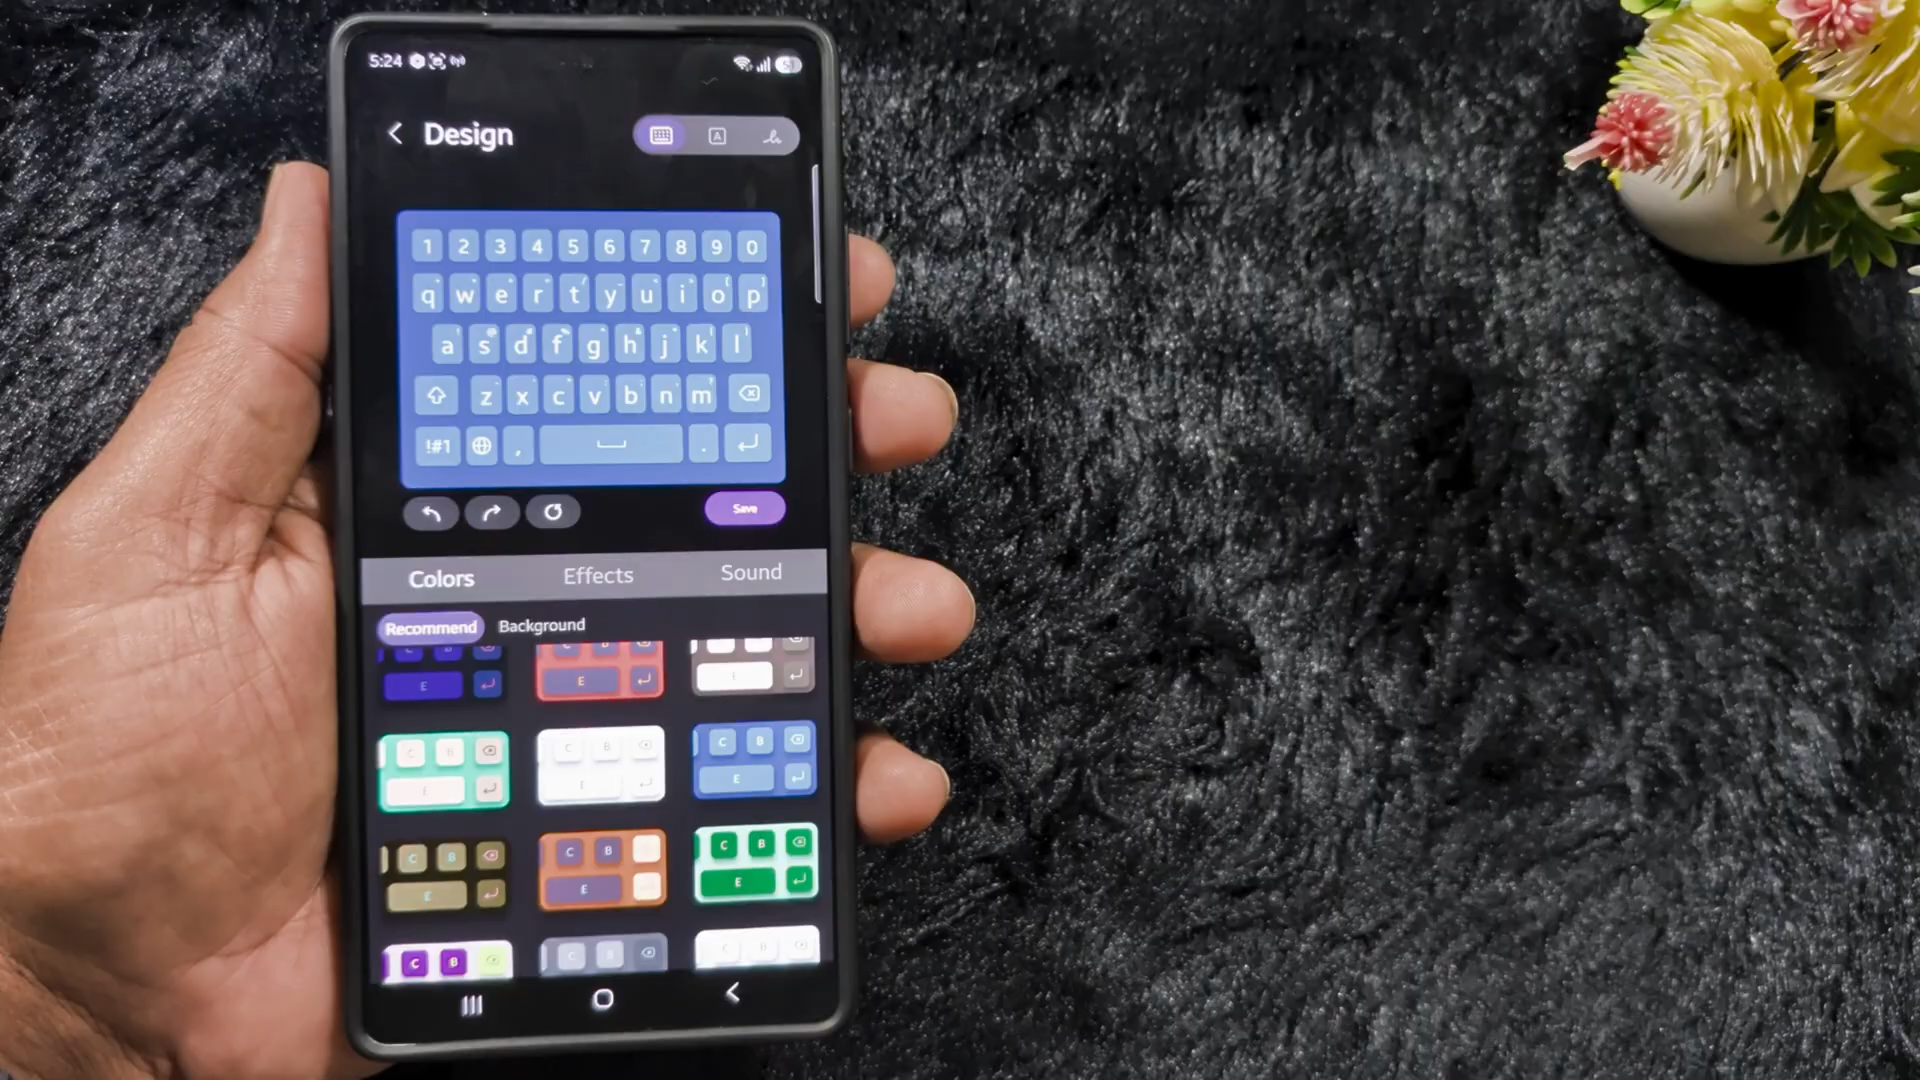 5:24
Design
1 2 3 4 5 6 7 8 9 0
q w e r t y u i o p
a s d f g h j k l
z x c v b n m
!#1 , .
Save
Colors Effects Sound
Recommend Background
E E E
C B C B C B
E E E
C B C B C B
E E E
C B C B C B